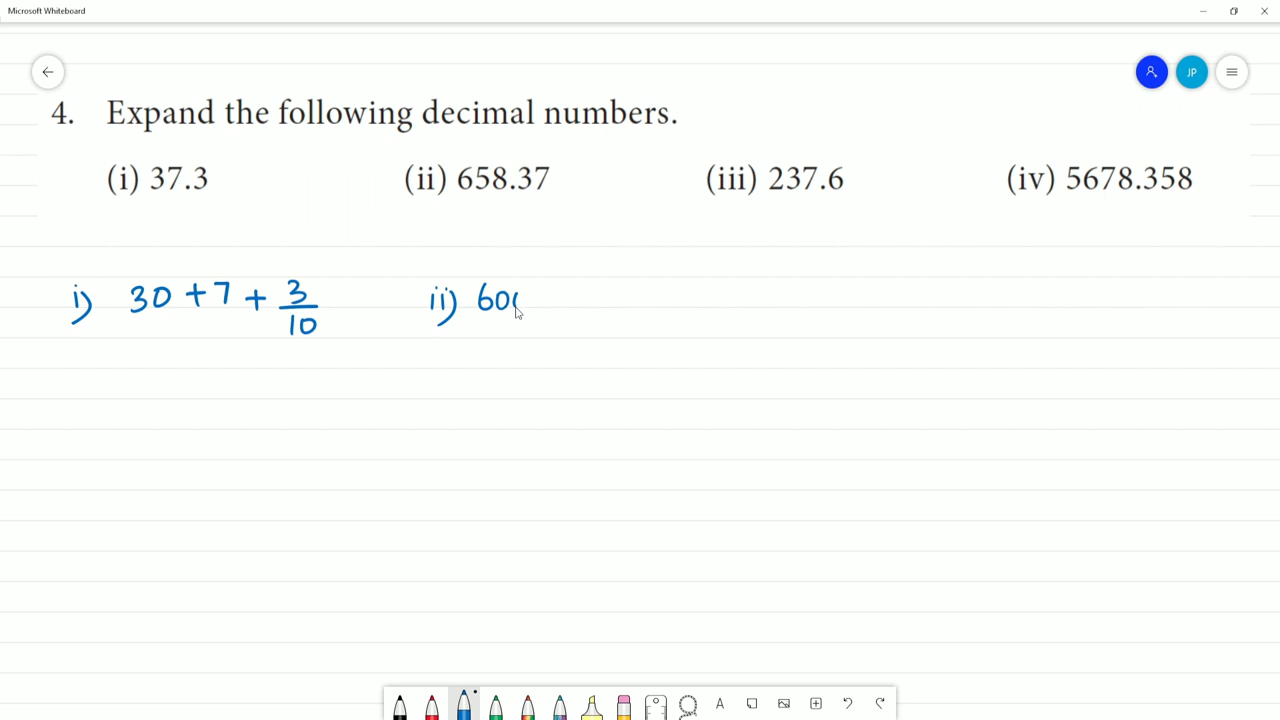 Microsoft Whiteboard
JP
4. Expand the following decimal numbers.
(i) 37.3 (ii) 658.37 (iii) 237.6 (iv) 5678.358
i) 30 + 7 + 3/10 ii) 60
A